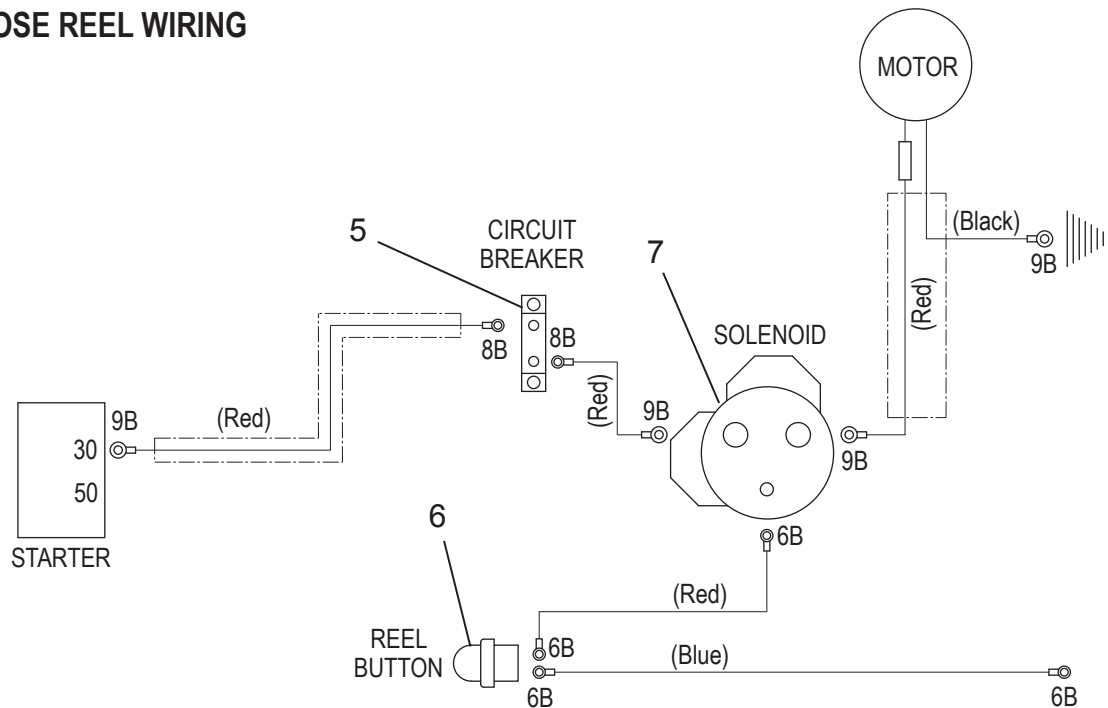 OSE REEL WIRING
MOTOR
5
CIRCUIT
BREAKER
7
(Black)
9B
(Red)
SOLENOID
8B
8B
(Red)
9B
(Red)
9B
9B
30
50
STARTER
6
6B
(Red)
REEL
BUTTON
6B
(Blue)
6B
6B